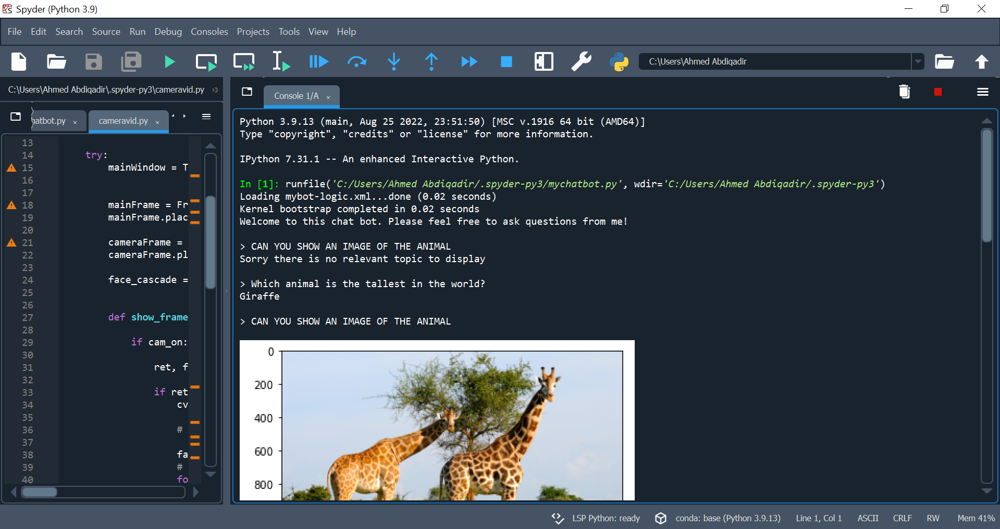 Spyder (Python 3.9)
File Edit Search Source Run Debug Consoles Projects Tools View Help
C:\Users\Ahmed Abdiqadir
C:\Users\Ahmed Abdiqadir\.spyder-py3\cameravid.py
hatbot.py cameravid.py
13
14 try:
15 mainWindow = T
16
17
18 mainFrame = Fr
19 mainFrame.plac
20
21 cameraFrame =
22 cameraFrame.pl
23
24 face_cascade =
25
26
27 def show_frame
28
29 if cam_on:
30
31 ret, f
32
33 if ret
34 cv
35
36 #
37
38 fa
39 #
40 fo
Console 1/A
Python 3.9.13 (main, Aug 25 2022, 23:51:50) [MSC v.1916 64 bit (AMD64)]
Type "copyright", "credits" or "license" for more information.
IPython 7.31.1 -- An enhanced Interactive Python.
In [1]: runfile('C:/Users/Ahmed Abdiqadir/.spyder-py3/mychatbot.py', wdir='C:/Users/Ahmed Abdiqadir/.spyder-py3')
Loading mybot-logic.xml...done (0.02 seconds)
Kernel bootstrap completed in 0.02 seconds
Welcome to this chat bot. Please feel free to ask questions from me!
> CAN YOU SHOW AN IMAGE OF THE ANIMAL
Sorry there is no relevant topic to display
> Which animal is the tallest in the world?
Giraffe
> CAN YOU SHOW AN IMAGE OF THE ANIMAL
0
200
400
600
800
LSP Python: ready conda: base (Python 3.9.13) Line 1, Col 1 ASCII CRLF RW Mem 41%